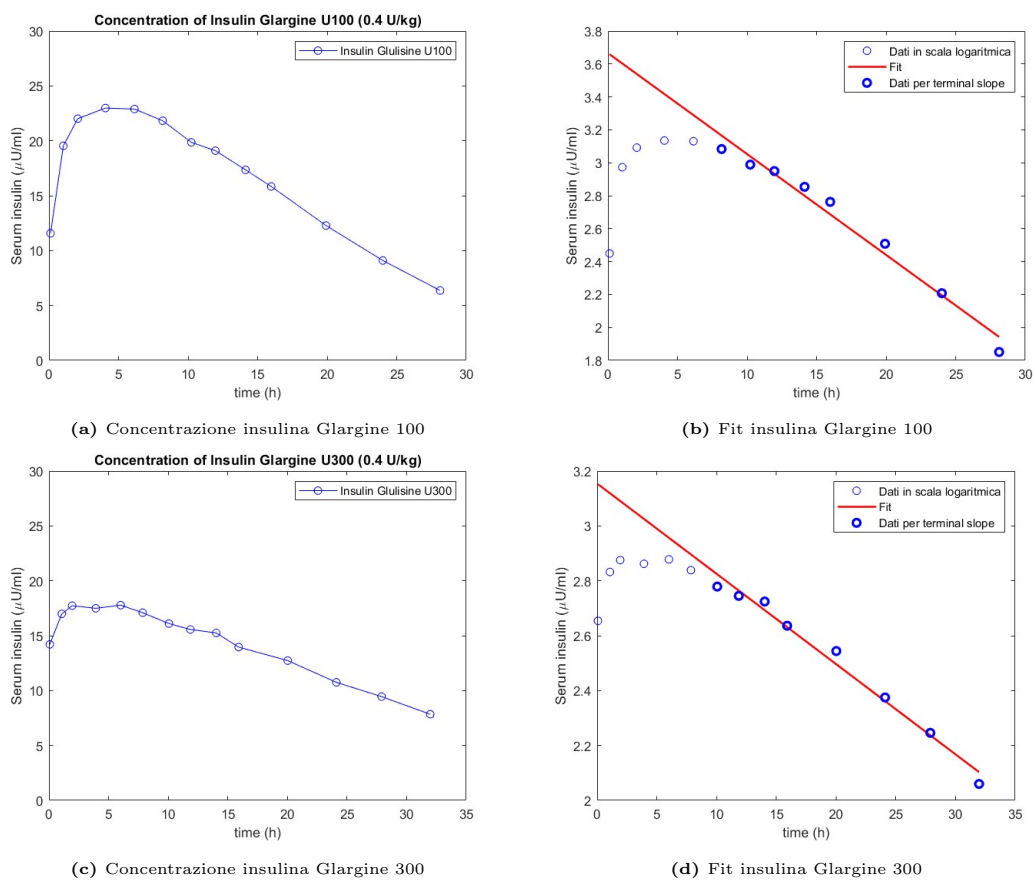 Concentration of Insulin Glargine U100 (0.4 U/kg)
Insulin Glulisine U100
Serum insulin (μU/ml)
30
25
20
15
10
5
0
0 5 10 15 20 25 30
time (h)
(a) Concentrazione insulina Glargine 100
Dati in scala logaritmica
Fit
Dati per terminal slope
Serum insulin (μU/ml)
3.8
3.6
3.4
3.2
3
2.8
2.6
2.4
2.2
2
1.8
0 5 10 15 20 25 30
time (h)
(b) Fit insulina Glargine 100
Concentration of Insulin Glargine U300 (0.4 U/kg)
Insulin Glulisine U300
Serum insulin (μU/ml)
30
25
20
15
10
5
0
0 5 10 15 20 25 30 35
time (h)
(c) Concentrazione insulina Glargine 300
Dati in scala logaritmica
Fit
Dati per terminal slope
Serum insulin (μU/ml)
3.2
3
2.8
2.6
2.4
2.2
2
0 5 10 15 20 25 30 35
time (h)
(d) Fit insulina Glargine 300